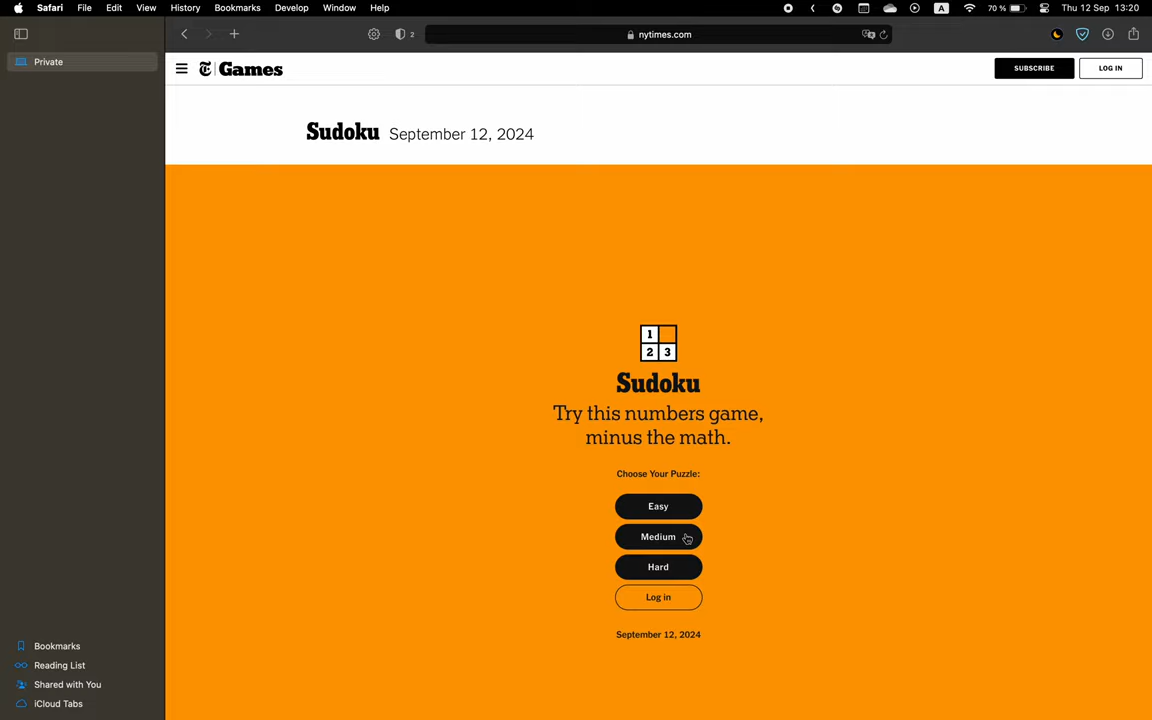 Safari File Edit View History Bookmarks Develop Window Help A 70 % Thu 12 Sep 13:20
2 nytimes.com
Private
T Games SUBSCRIBE LOG IN
Sudoku September 12, 2024
1
2 3
Sudoku
Try this numbers game,
minus the math.
Choose Your Puzzle:
Easy
Medium
Hard
Log in
September 12, 2024
Bookmarks
Reading List
Shared with You
iCloud Tabs